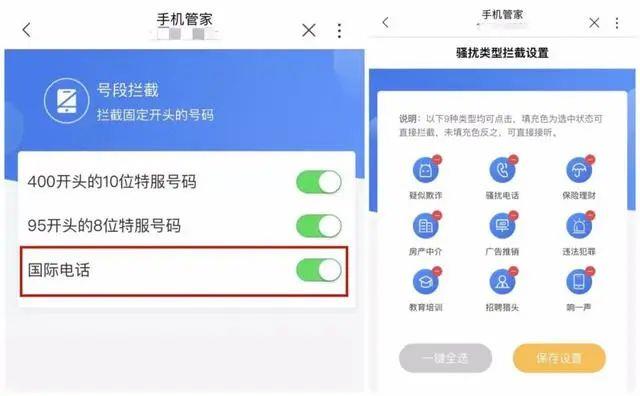 手机管家
号段拦截
拦截固定开头的号码
400开头的10位特服号码
95开头的8位特服号码
国际电话
手机管家
骚扰类型拦截设置
说明：以下9种类型均可点击，填充色为选中状态可
直接拦截，未填充色反之，可直接接听。
疑似欺诈 骚扰电话 保险理财
房产中介 广告推销 违法犯罪
教育培训 招聘猎头 响一声
一键全选 保存设置